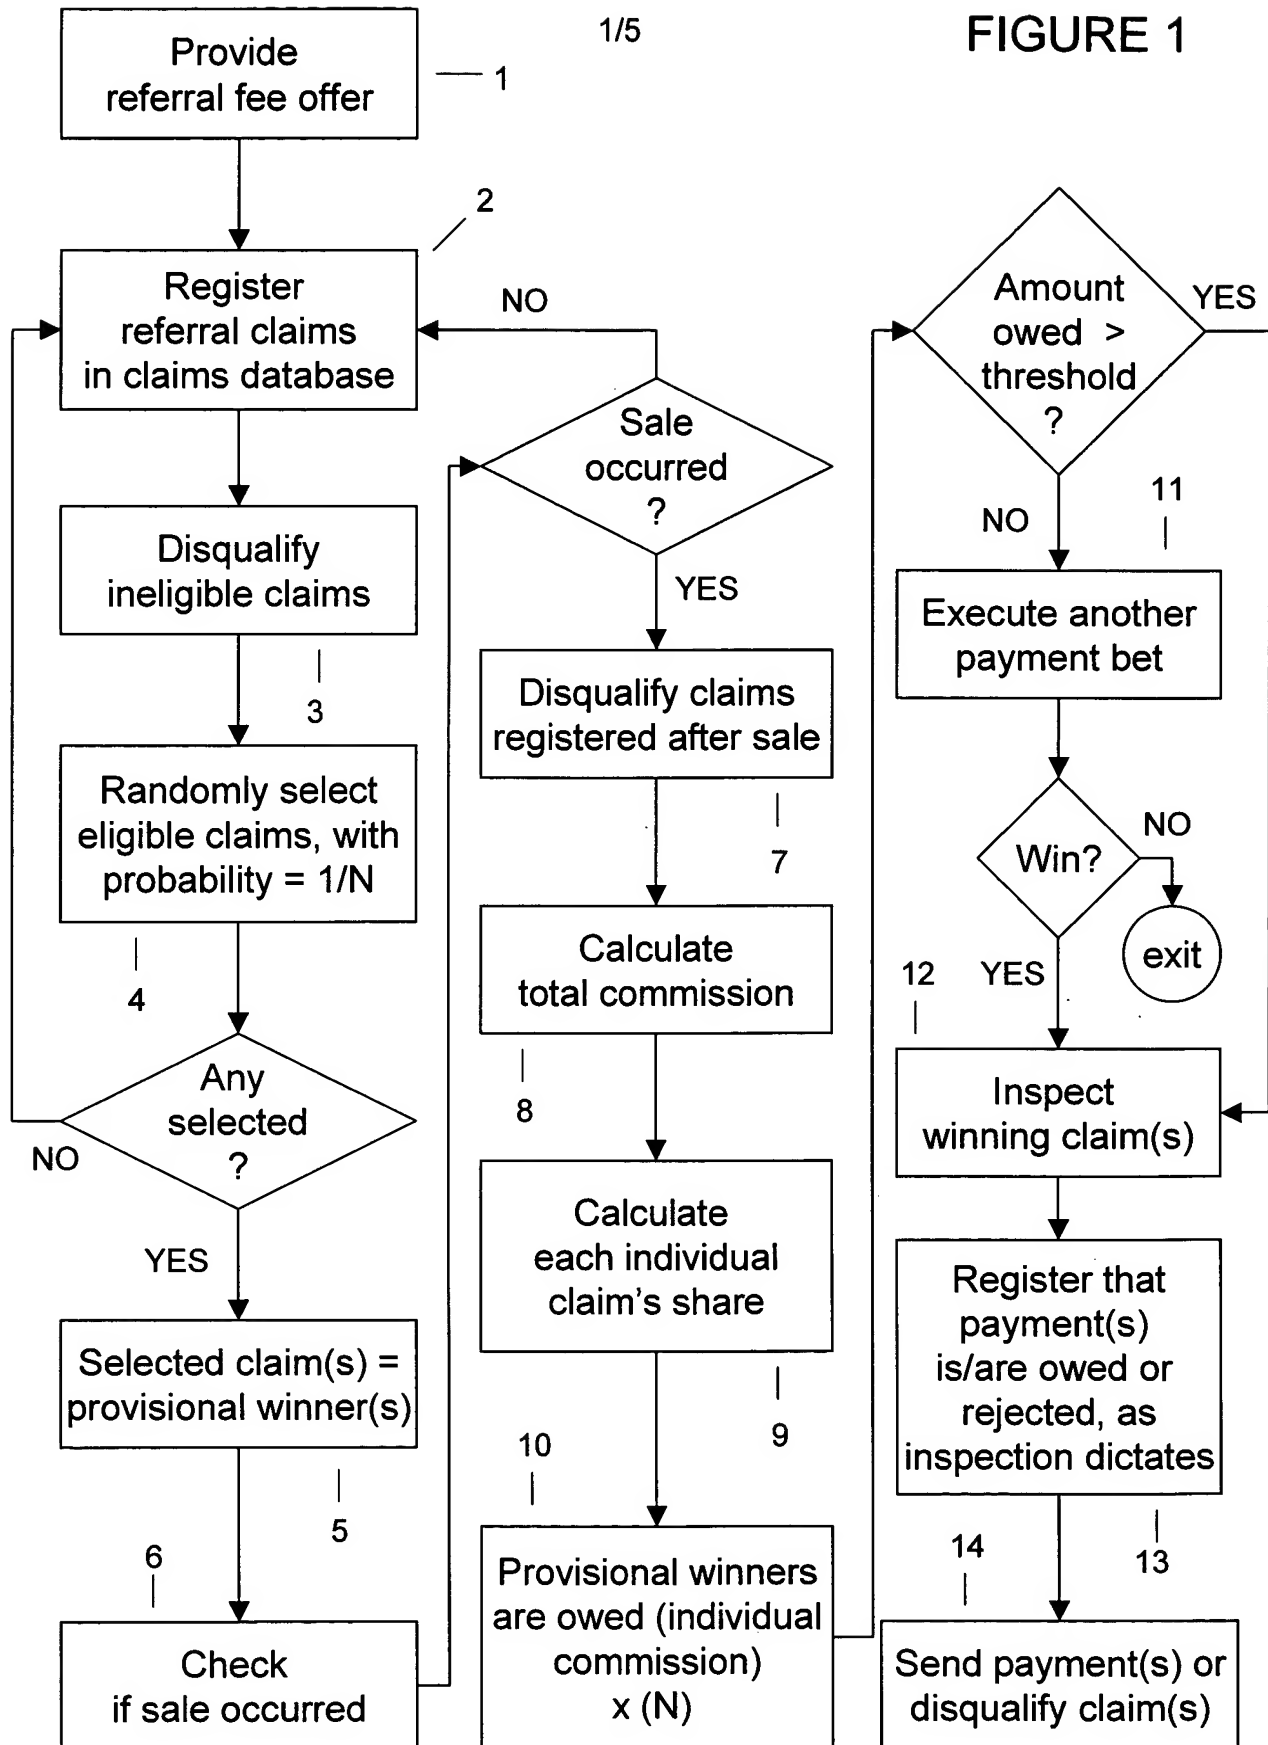 1/5
FIGURE 1
Provide
referral fee offer
1
2
Register
referral claims
in claims database
Disqualify
ineligible claims
3
Randomly select
eligible claims, with
probability = 1/N
4
Any
selected
?
NO
YES
Selected claim(s) =
provisional winner(s)
5
6
Check
if sale occurred
NO
Sale
occurred
?
YES
Disqualify claims
registered after sale
7
Calculate
total commission
8
Calculate
each individual
claim's share
9
10
Provisional winners
are owed (individual
commission)
x (N)
Amount
owed >
threshold
?
YES
NO
11
Execute another
payment bet
Win?
NO
exit
YES
12
Inspect
winning claim(s)
Register that
payment(s)
is/are owed or
rejected, as
inspection dictates
13
14
Send payment(s) or
disqualify claim(s)